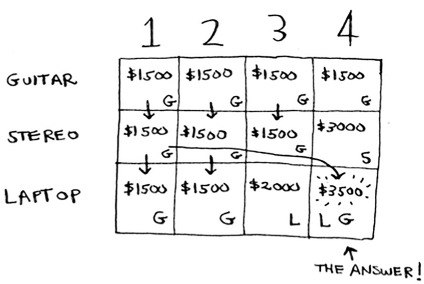 1 2 3 4
GUITAR $1500 G $1500 G $1500 G $1500 G
STEREO $1500 G $1500 G $1500 G $3000 S
LAPTOP $1500 G $1500 G $2000 L $3500 L G
THE ANSWER!